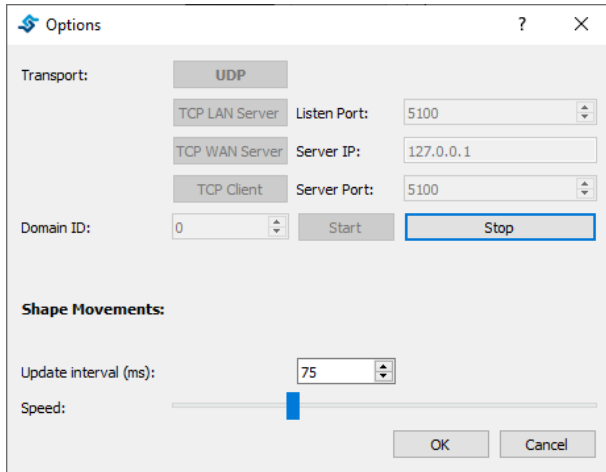 Options ?
Transport: UDP
TCP LAN Server Listen Port: 5100
TCP WAN Server Server IP: 127.0.0.1
TCP Client Server Port: 5100
Domain ID: 0 Start Stop
Shape Movements:
Update interval (ms): 75
Speed:
OK Cancel